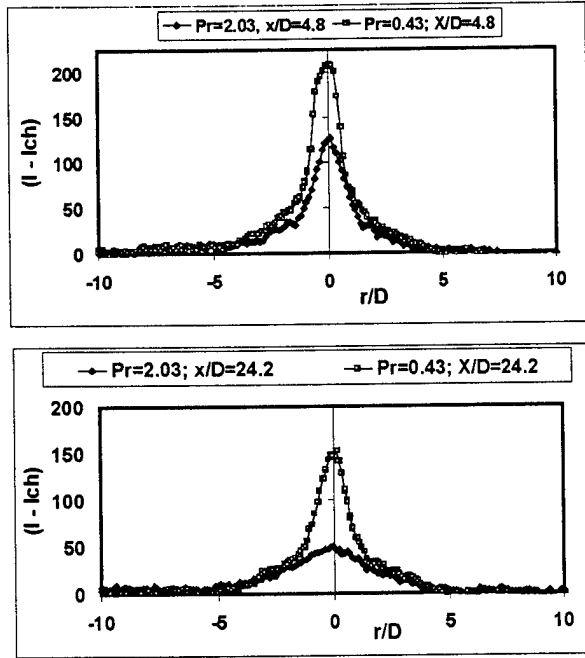 Pr=2.03, x/D=4.8 Pr=0.43; X/D=4.8
200
150
100
50
0
(I - Ich)
-10 -5 0 5 10
r/D
Pr=2.03; x/D=24.2 Pr=0.43; X/D=24.2
200
150
100
50
0
(I - Ich)
-10 -5 0 5 10
r/D